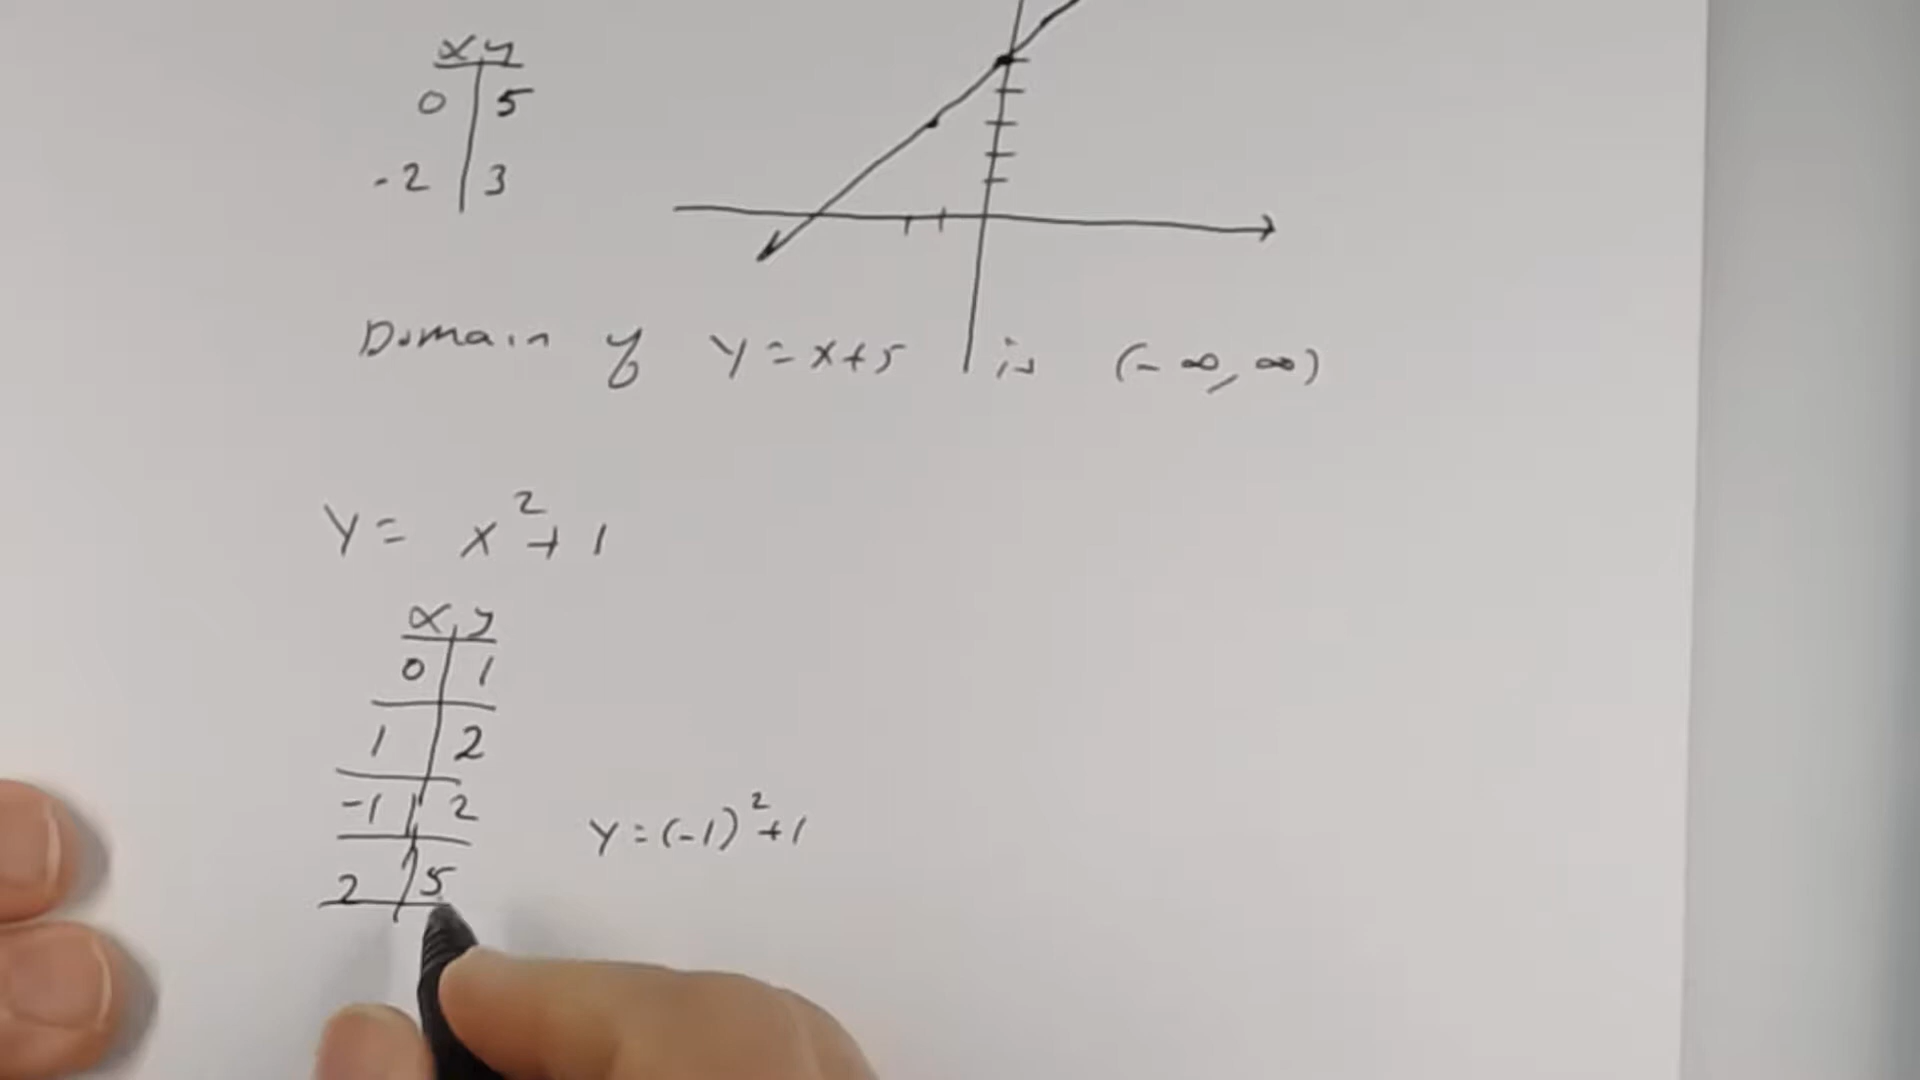 x y
0 5
-2 3
Domain of y = x+5 is (-∞, ∞)
y = x²+1
x y
0 1
1 2
-1 2
y = (-1)²+1
2 5